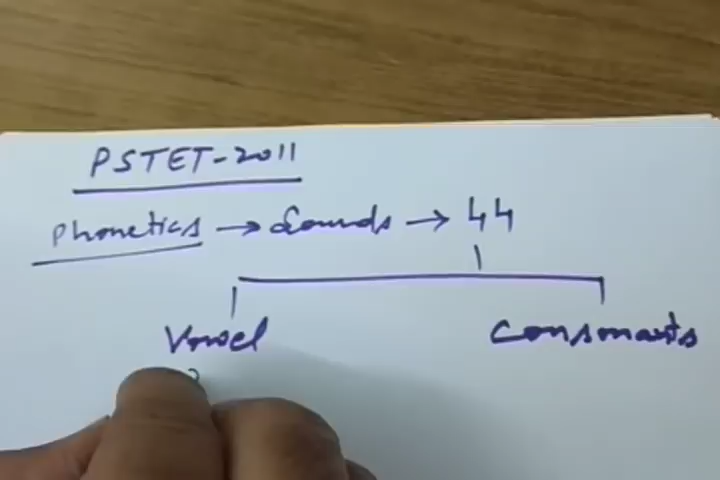 PSTET-2011
Phonetics → Sounds → 44
Vowel Consonants